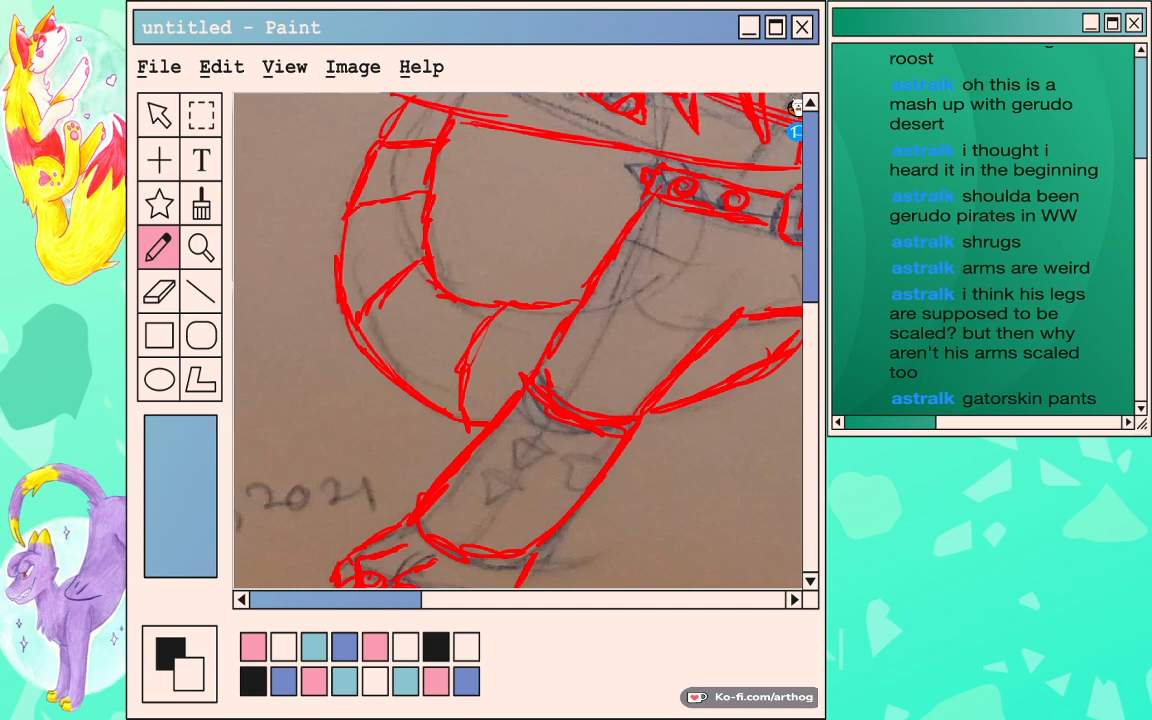 untitled - Paint
File Edit View Image Help
T
, 2021
Ko-fi.com/arthog
roost
astralk oh this is a
mash up with gerudo
desert
astralk i thought i
heard it in the beginning
astralk shoulda been
gerudo pirates in WW
astralk shrugs
astralk arms are weird
astralk i think his legs
are supposed to be
scaled? but then why
aren't his arms scaled
too
astralk gatorskin pants